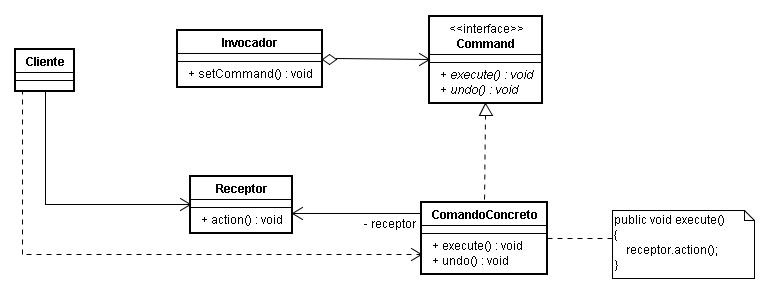 <<interface>>
Command
+ execute() : void
+ undo() : void
Invocador
+ setCommand() : void
Cliente
Receptor
+ action() : void
- receptor
ComandoConcreto
+ execute() : void
+ undo() : void
public void execute()
{
receptor.action();
}